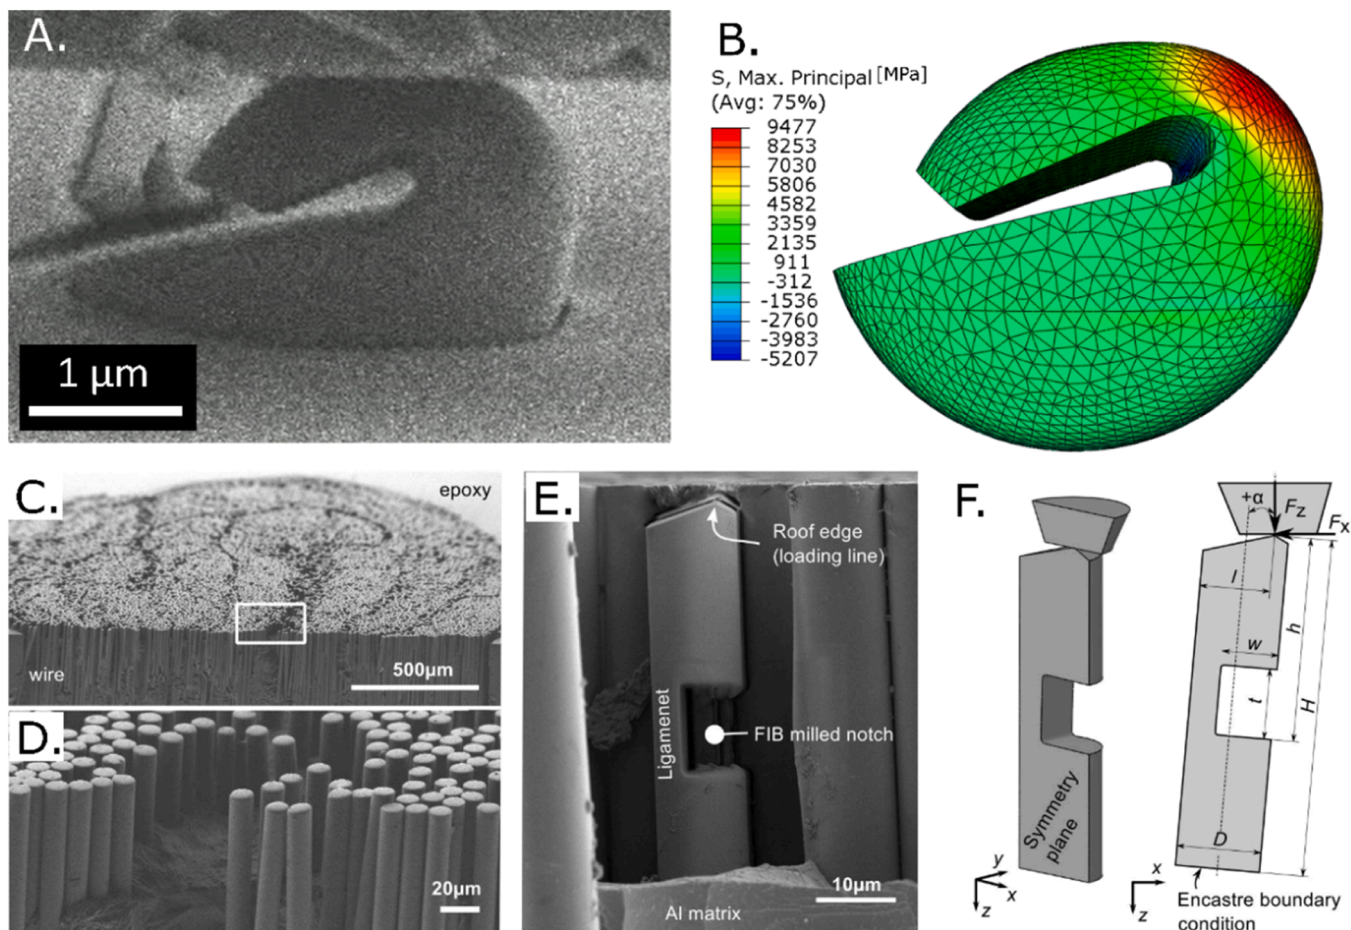 A.
1 μm
B.
S, Max. Principal [MPa]
(Avg: 75%)
9477
8253
7030
5806
4582
3359
2135
911
-312
-1536
-2760
-3983
-5207
C.
epoxy
wire
500μm
D.
20μm
E.
Roof edge
(loading line)
Ligamenet
FIB milled notch
10μm
Al matrix
F.
Symmetry
plane
y
x
z
+α
Fz
Fx
l
h
w
t
H
D
x
z
Encastre boundary
condition